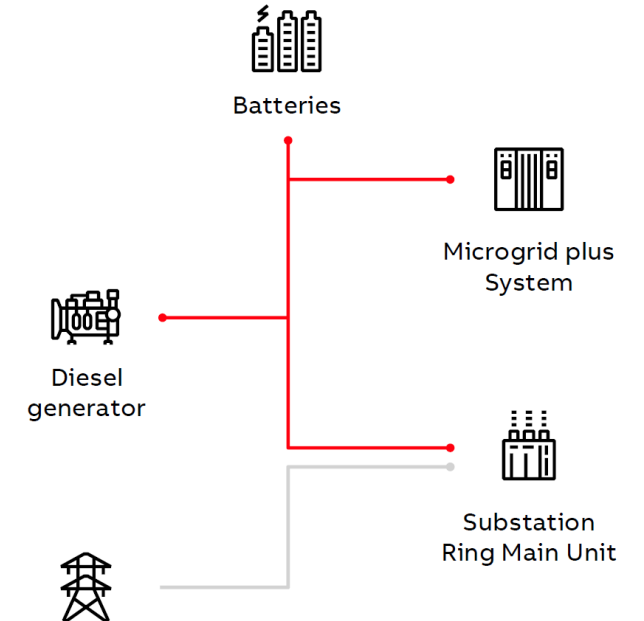 Batteries
Microgrid plus
System
Diesel
generator
Substation
Ring Main Unit